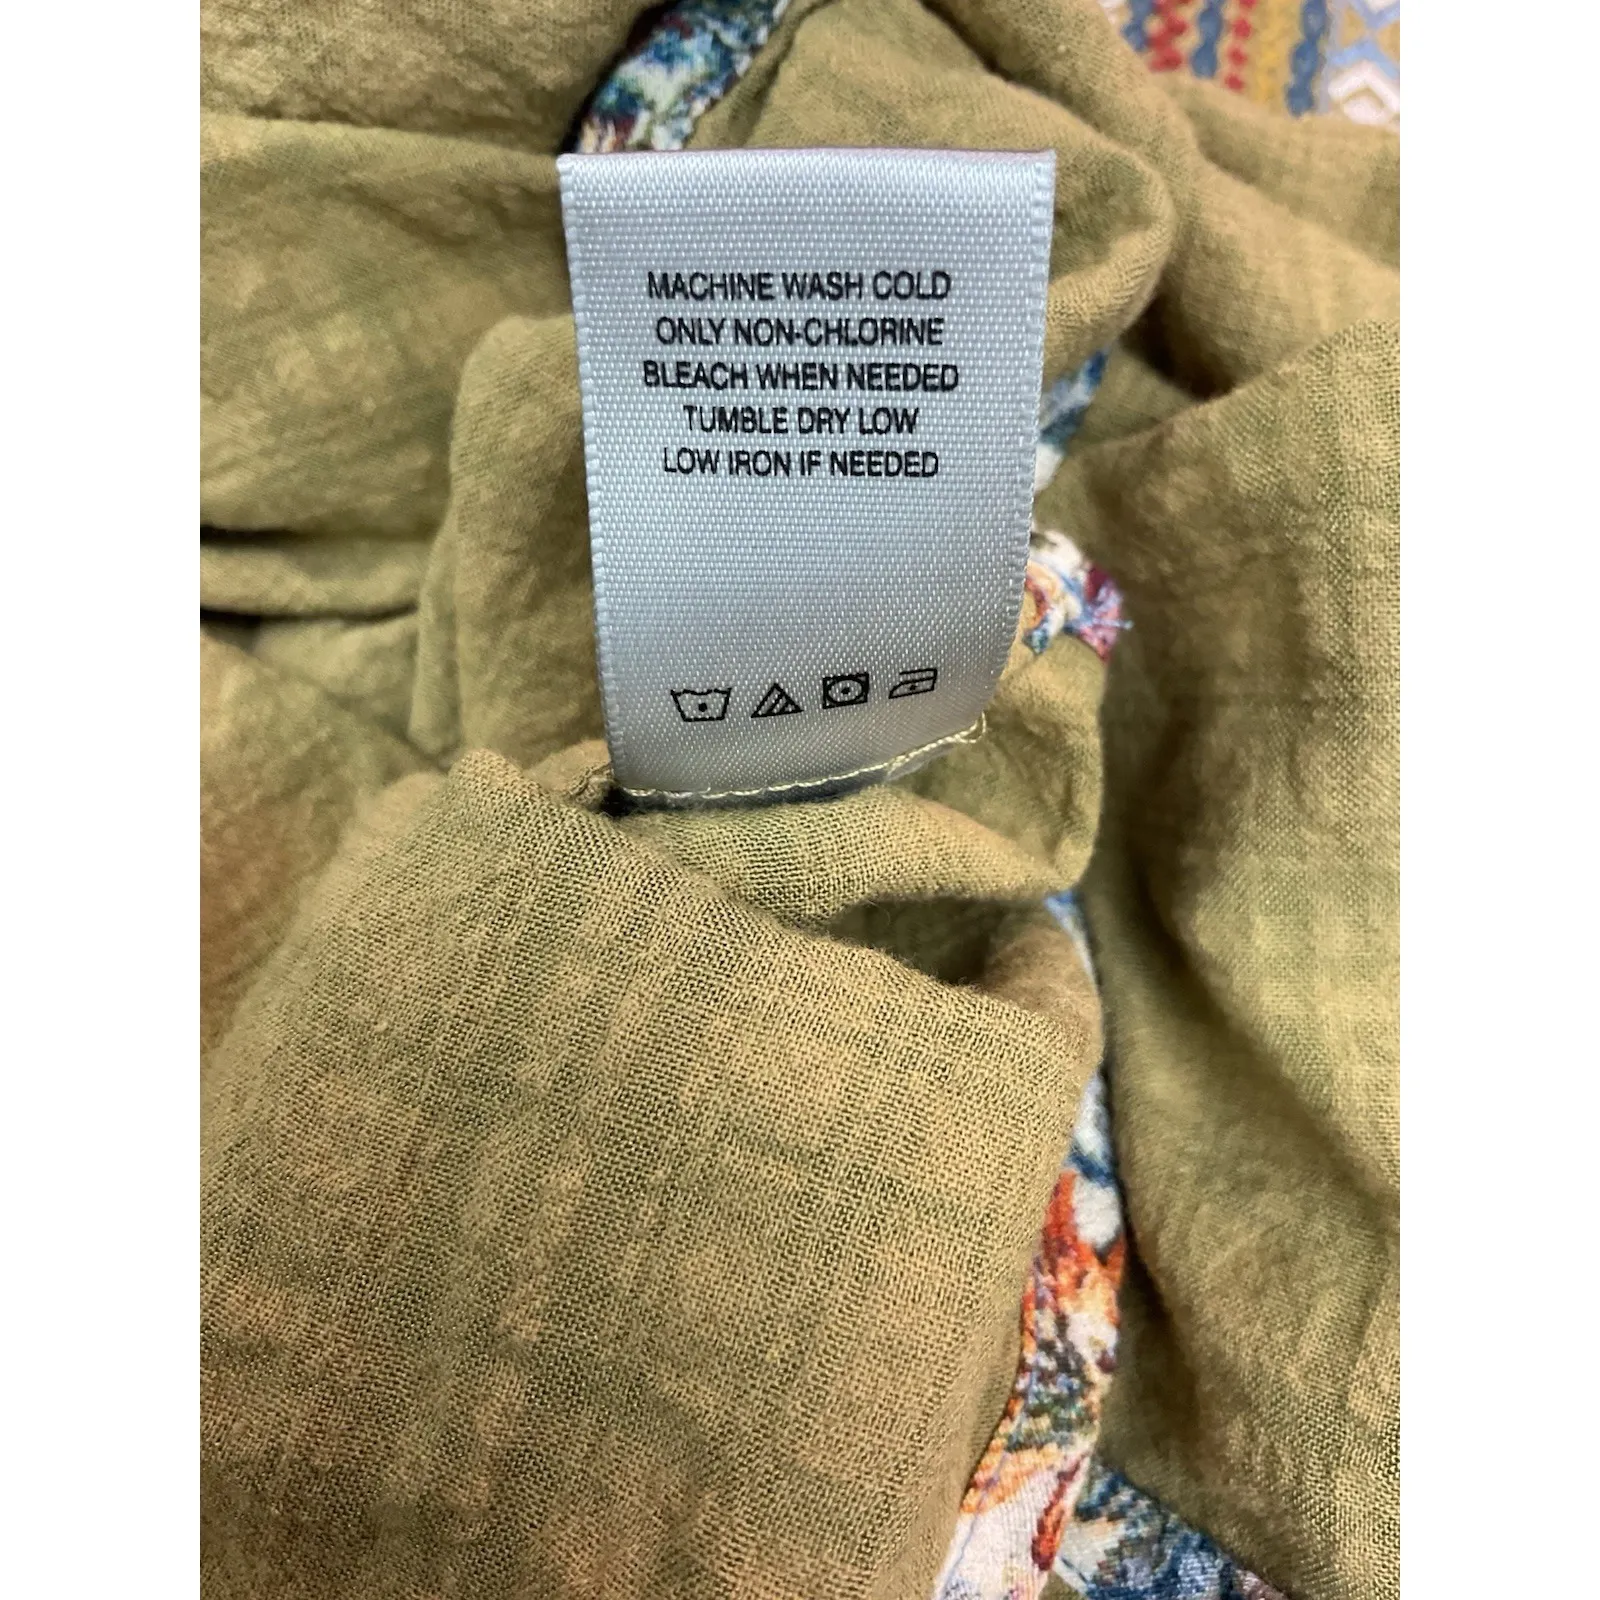 MACHINE WASH COLD
ONLY NON-CHLORINE
BLEACH WHEN NEEDED
TUMBLE DRY LOW
LOW IRON IF NEEDED